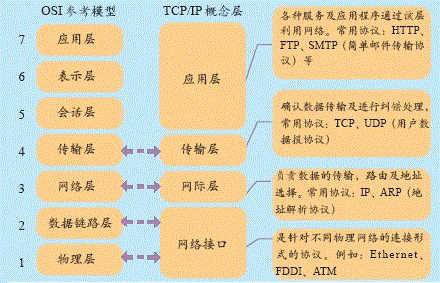 OSI 参考模型
TCP/IP 概念层
7
应用层
6
表示层
5
会话层
4
传输层
3
网络层
2
数据链路层
1
物理层
应用层
传输层
网际层
网络接口
各种服务及应用程序通过该层
利用网络。常用协议：HTTP、
FTP、SMTP（简单邮件传输协
议）等
确认数据传输及进行纠错处理，
常用协议：TCP、UDP（用户数
据报协议）
负责数据的传输，路由及地址
选择。常用协议：IP、ARP（地
址解析协议）
是针对不同物理网络的连接形
式的协议。例如：Ethernet、
FDDI、ATM